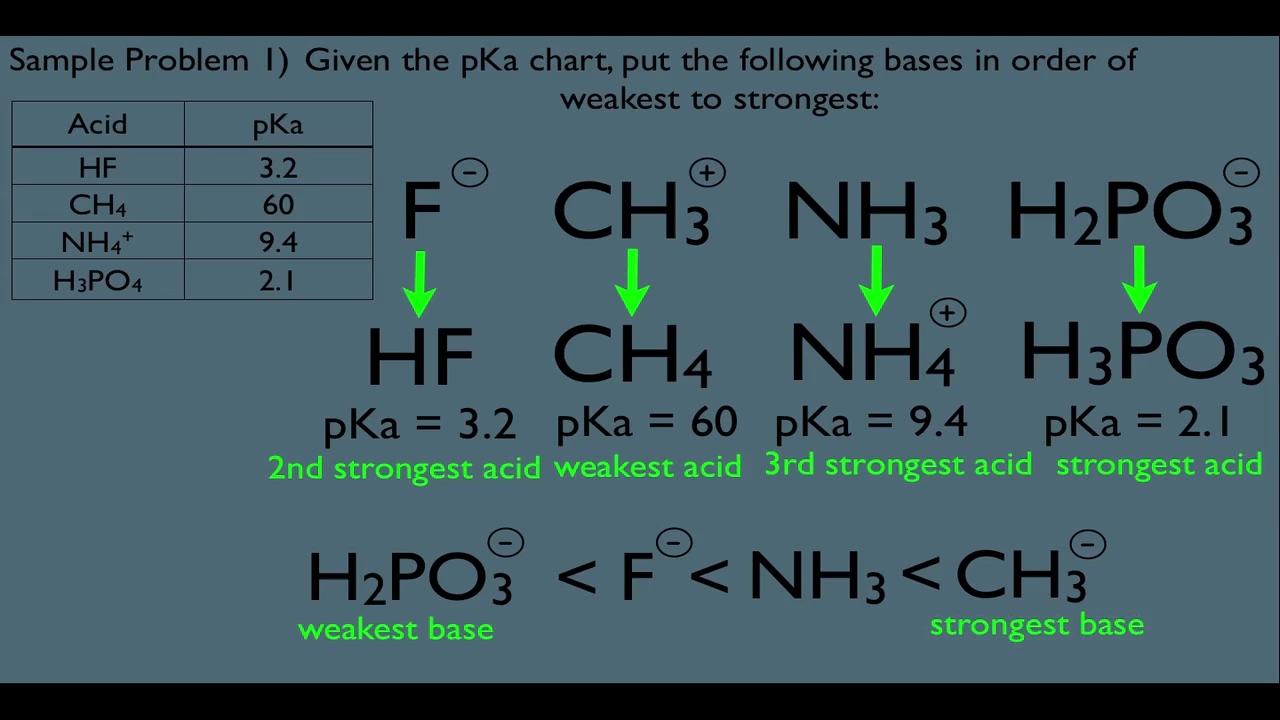 Sample Problem 1) Given the pKa chart, put the following bases in order of
weakest to strongest:
Acid pKa
HF 3.2
CH₄ 60
NH₄⁺ 9.4
H₃PO₄ 2.1
F⊖ CH₃⊕ NH₃ H₂PO₃⊖
HF CH₄ NH₄⊕ H₃PO₃
pKa = 3.2 pKa = 60 pKa = 9.4 pKa = 2.1
2nd strongest acid weakest acid 3rd strongest acid strongest acid
H₂PO₃⊖ < F⊖ < NH₃ < CH₃⊖
weakest base strongest base